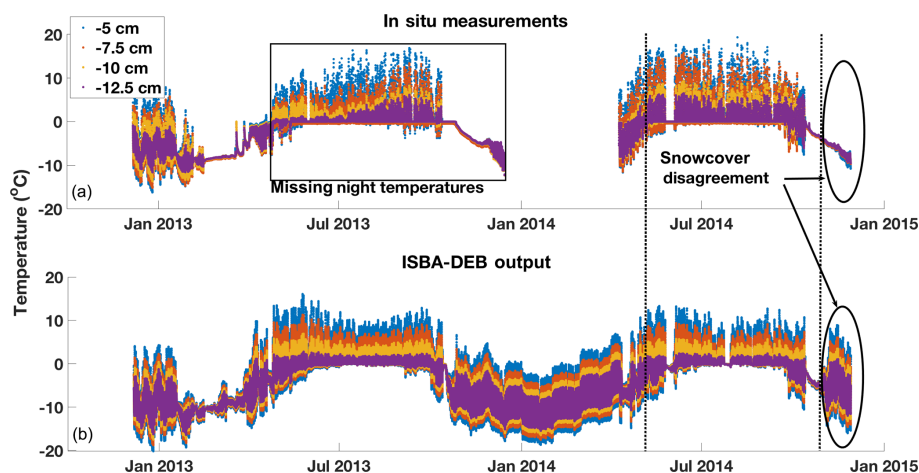 In situ measurements
-5 cm
-7.5 cm
-10 cm
-12.5 cm
20
10
0
-10
-20
(a)
Missing night temperatures
Snowcover
disagreement
Jan 2013
Jul 2013
Jan 2014
Jul 2014
Jan 2015
Temperature (°C)
ISBA-DEB output
20
10
0
-10
-20
(b)
Jan 2013
Jul 2013
Jan 2014
Jul 2014
Jan 2015